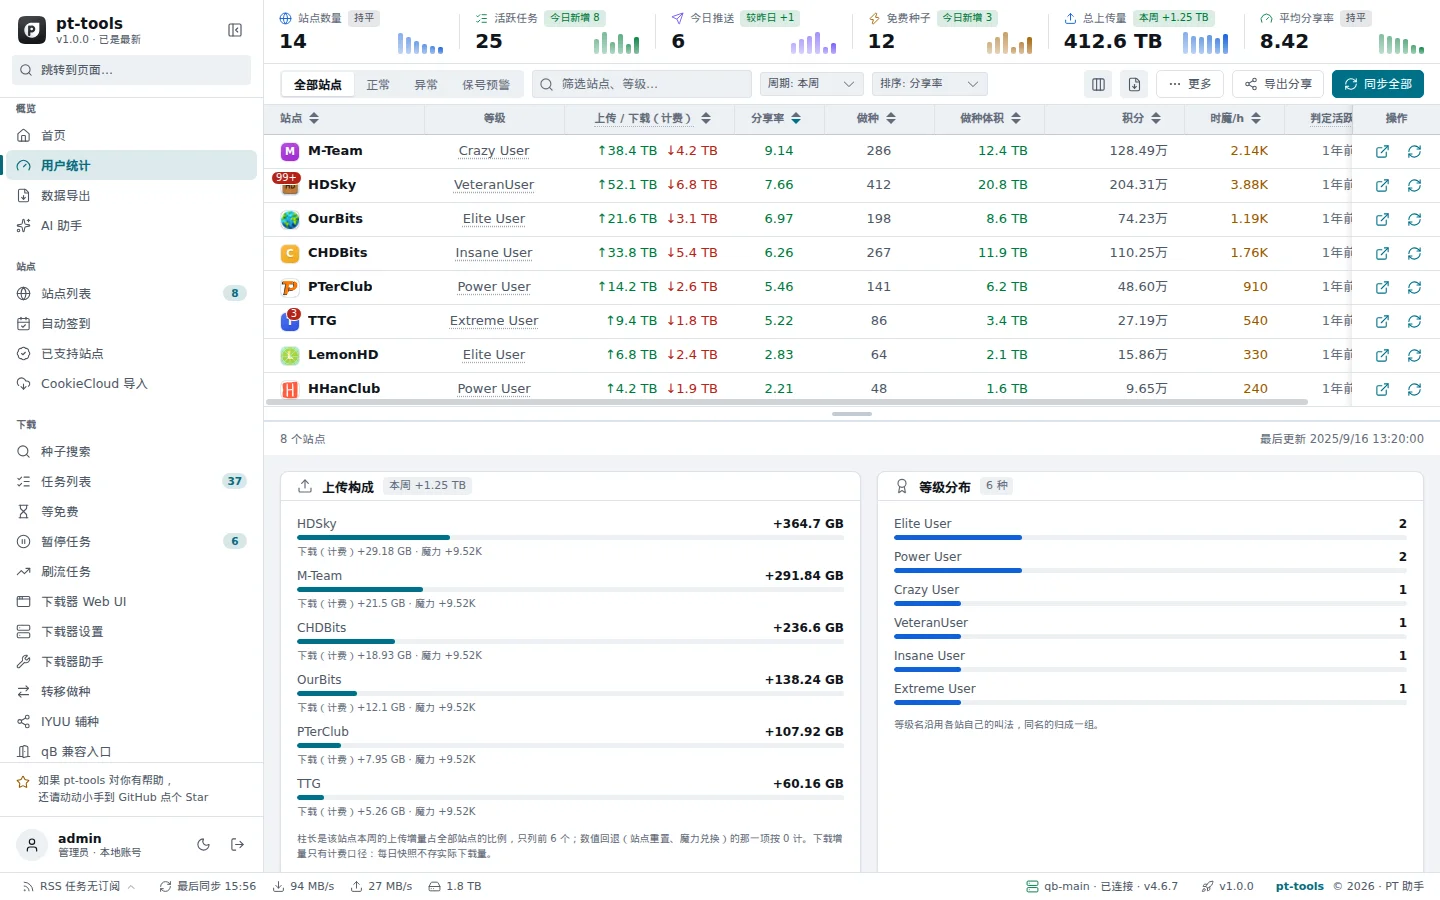 pt-tools
v1.0.0 · 已是最新
跳转到页面...
概览
首页
用户统计
数据导出
AI 助手
站点
站点列表 8
自动签到
已支持站点
CookieCloud 导入
下载
种子搜索
任务列表 37
等免费
暂停任务 6
刷流任务
下载器 Web UI
下载器设置
下载器助手
转移做种
IYUU 辅种
qB 兼容入口
如果 pt-tools 对你有帮助，
还请动动小手到 GitHub 点个 Star
admin
管理员 · 本地账号
站点数量 持平
14
活跃任务 今日新增 8
25
今日推送 较昨日 +1
6
免费种子 今日新增 3
12
总上传量 本周 +1.25 TB
412.6 TB
平均分享率 持平
8.42
全部站点 正常 异常 保号预警 筛选站点、等级... 周期: 本周 排序: 分享率 更多 导出分享 同步全部
站点 等级 上传 / 下载（计费） 分享率 做种 做种体积 积分 时魔/h 判定活跃 操作
M M-Team Crazy User ↑38.4 TB ↓4.2 TB 9.14 286 12.4 TB 128.49万 2.14K 1年前
99+ HDSky VeteranUser ↑52.1 TB ↓6.8 TB 7.66 412 20.8 TB 204.31万 3.88K 1年前
OurBits Elite User ↑21.6 TB ↓3.1 TB 6.97 198 8.6 TB 74.23万 1.19K 1年前
C CHDBits Insane User ↑33.8 TB ↓5.4 TB 6.26 267 11.9 TB 110.25万 1.76K 1年前
P PTerClub Power User ↑14.2 TB ↓2.6 TB 5.46 141 6.2 TB 48.60万 910 1年前
3 TTG Extreme User ↑9.4 TB ↓1.8 TB 5.22 86 3.4 TB 27.19万 540 1年前
L LemonHD Elite User ↑6.8 TB ↓2.4 TB 2.83 64 2.1 TB 15.86万 330 1年前
H HHanClub Power User ↑4.2 TB ↓1.9 TB 2.21 48 1.6 TB 9.65万 240 1年前
8 个站点 最后更新 2025/9/16 13:20:00
上传构成 本周 +1.25 TB
HDSky +364.7 GB
下载（计费）+29.18 GB · 魔力 +9.52K
M-Team +291.84 GB
下载（计费）+21.5 GB · 魔力 +9.52K
CHDBits +236.6 GB
下载（计费）+18.93 GB · 魔力 +9.52K
OurBits +138.24 GB
下载（计费）+12.1 GB · 魔力 +9.52K
PTerClub +107.92 GB
下载（计费）+7.95 GB · 魔力 +9.52K
TTG +60.16 GB
下载（计费）+5.26 GB · 魔力 +9.52K
柱长是该站点本周的上传增量占全部站点的比例，只列前 6 个；数值回退（站点重置、魔力兑换）的那一项按 0 计。下载增
量只有计费口径：每日快照不存实际下载量。
等级分布 6 种
Elite User 2
Power User 2
Crazy User 1
VeteranUser 1
Insane User 1
Extreme User 1
等级名沿用各站自己的叫法，同名的归成一组。
RSS 任务无订阅 最后同步 15:56 94 MB/s 27 MB/s 1.8 TB qb-main · 已连接 · v4.6.7 v1.0.0 pt-tools © 2026 · PT 助手